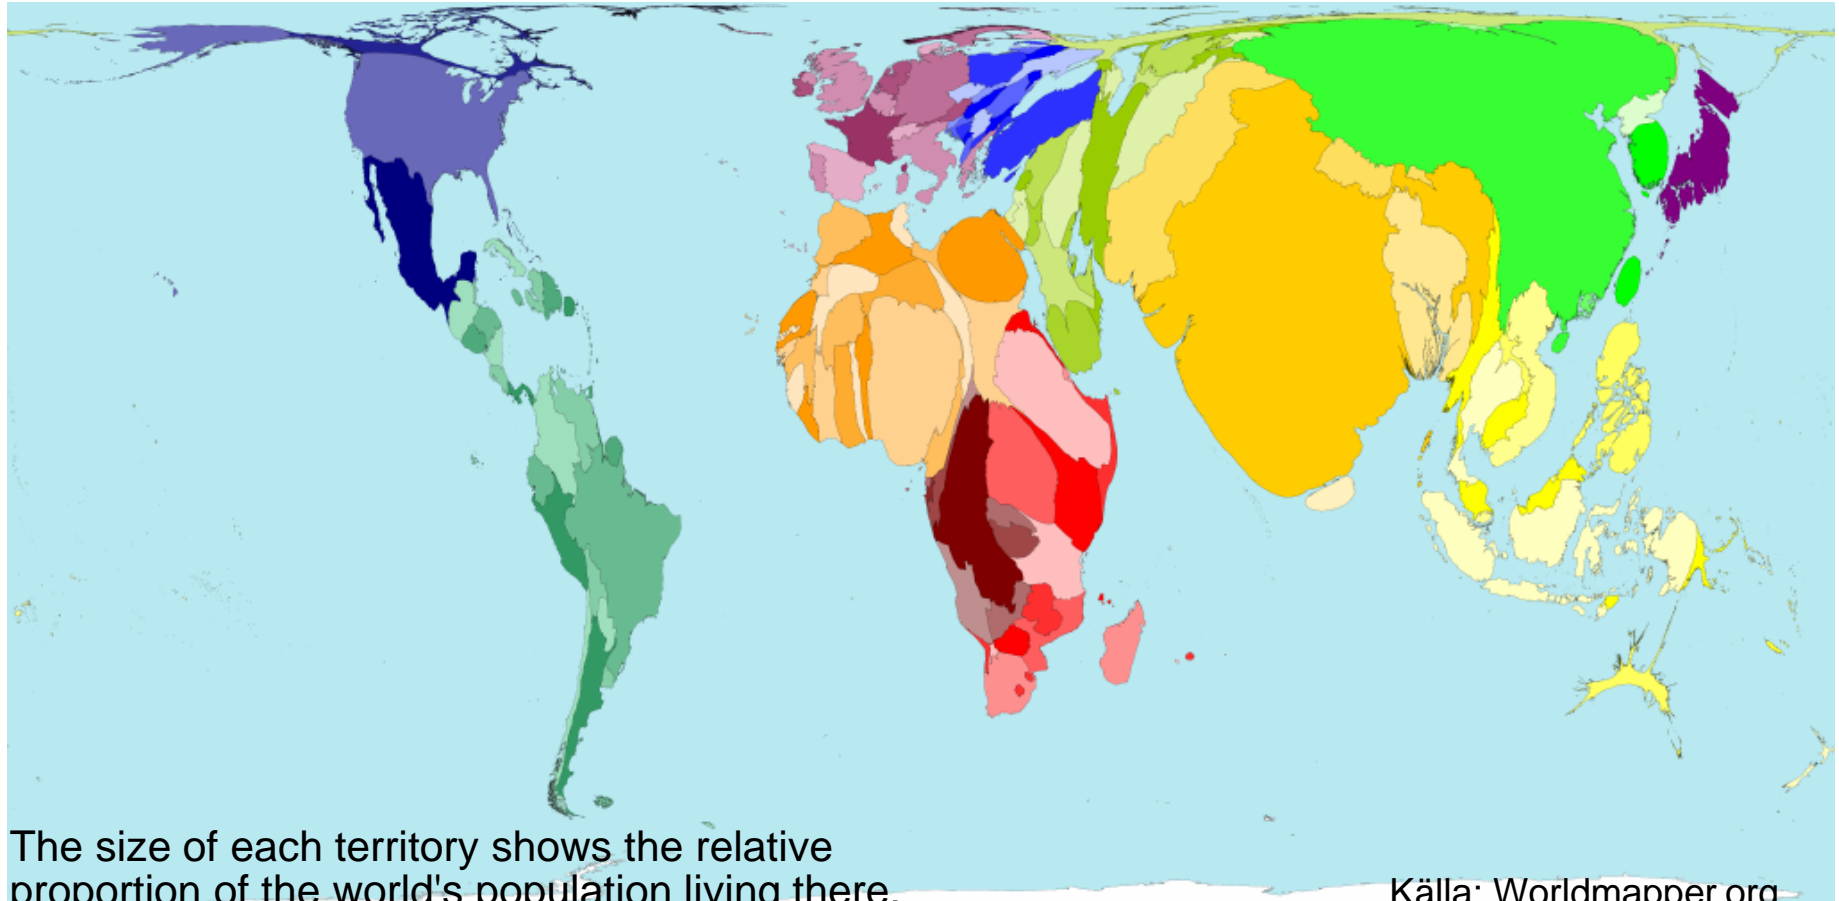 The size of each territory shows the relative
proportion of the world's population living there.
Källa: Worldmapper.org